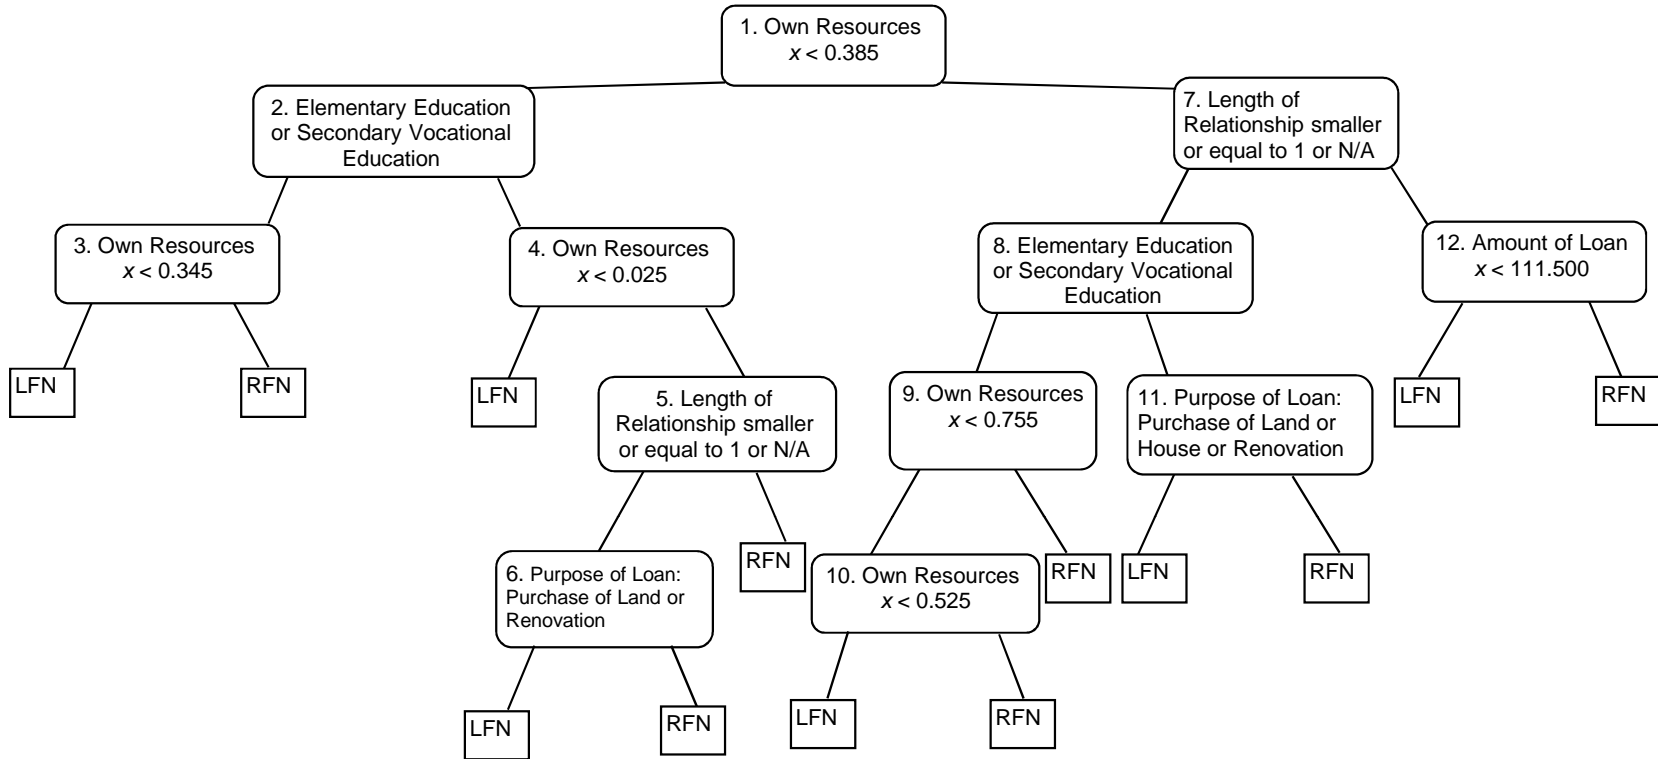 1. Own Resources
x < 0.385
2. Elementary Education
or Secondary Vocational
Education
7. Length of
Relationship smaller
or equal to 1 or N/A
3. Own Resources
x < 0.345
4. Own Resources
x < 0.025
8. Elementary Education
or Secondary Vocational
Education
12. Amount of Loan
x < 111.500
LFN
RFN
LFN
5. Length of
Relationship smaller
or equal to 1 or N/A
9. Own Resources
x < 0.755
11. Purpose of Loan:
Purchase of Land or
House or Renovation
LFN
RFN
6. Purpose of Loan:
Purchase of Land or
Renovation
RFN
10. Own Resources
x < 0.525
RFN
LFN
RFN
LFN
RFN
LFN
RFN